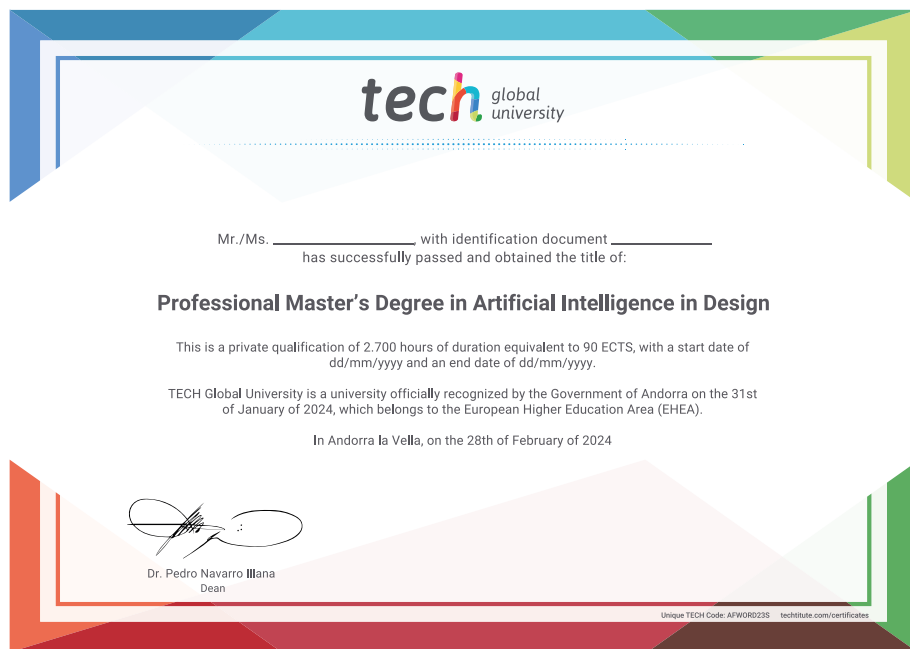 tech global
university
Mr./Ms. ____________, with identification document ____________
has successfully passed and obtained the title of:
Professional Master’s Degree in Artificial Intelligence in Design
This is a private qualification of 2.700 hours of duration equivalent to 90 ECTS, with a start date of
dd/mm/yyyy and an end date of dd/mm/yyyy.
TECH Global University is a university officially recognized by the Government of Andorra on the 31st
of January of 2024, which belongs to the European Higher Education Area (EHEA).
In Andorra la Vella, on the 28th of February of 2024
Dr. Pedro Navarro Illana
Dean
Unique TECH Code: AFWORD23S techtitute.com/certificates